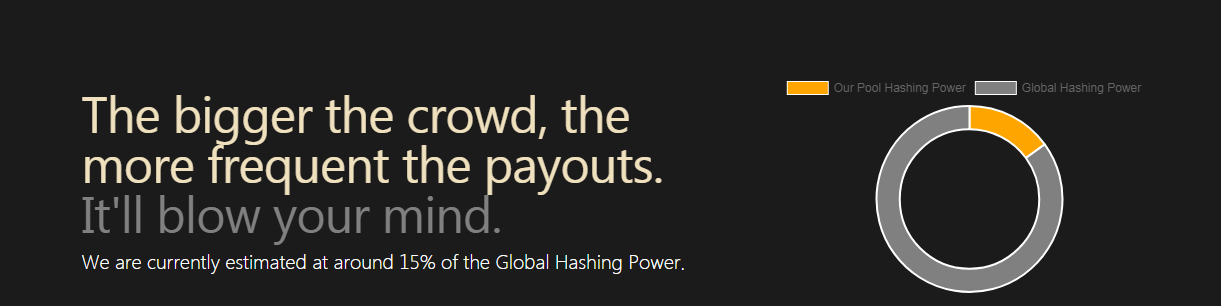 Our Pool Hashing Power
Global Hashing Power
The bigger the crowd, the
more frequent the payouts.
It'll blow your mind.
We are currently estimated at around 15% of the Global Hashing Power.